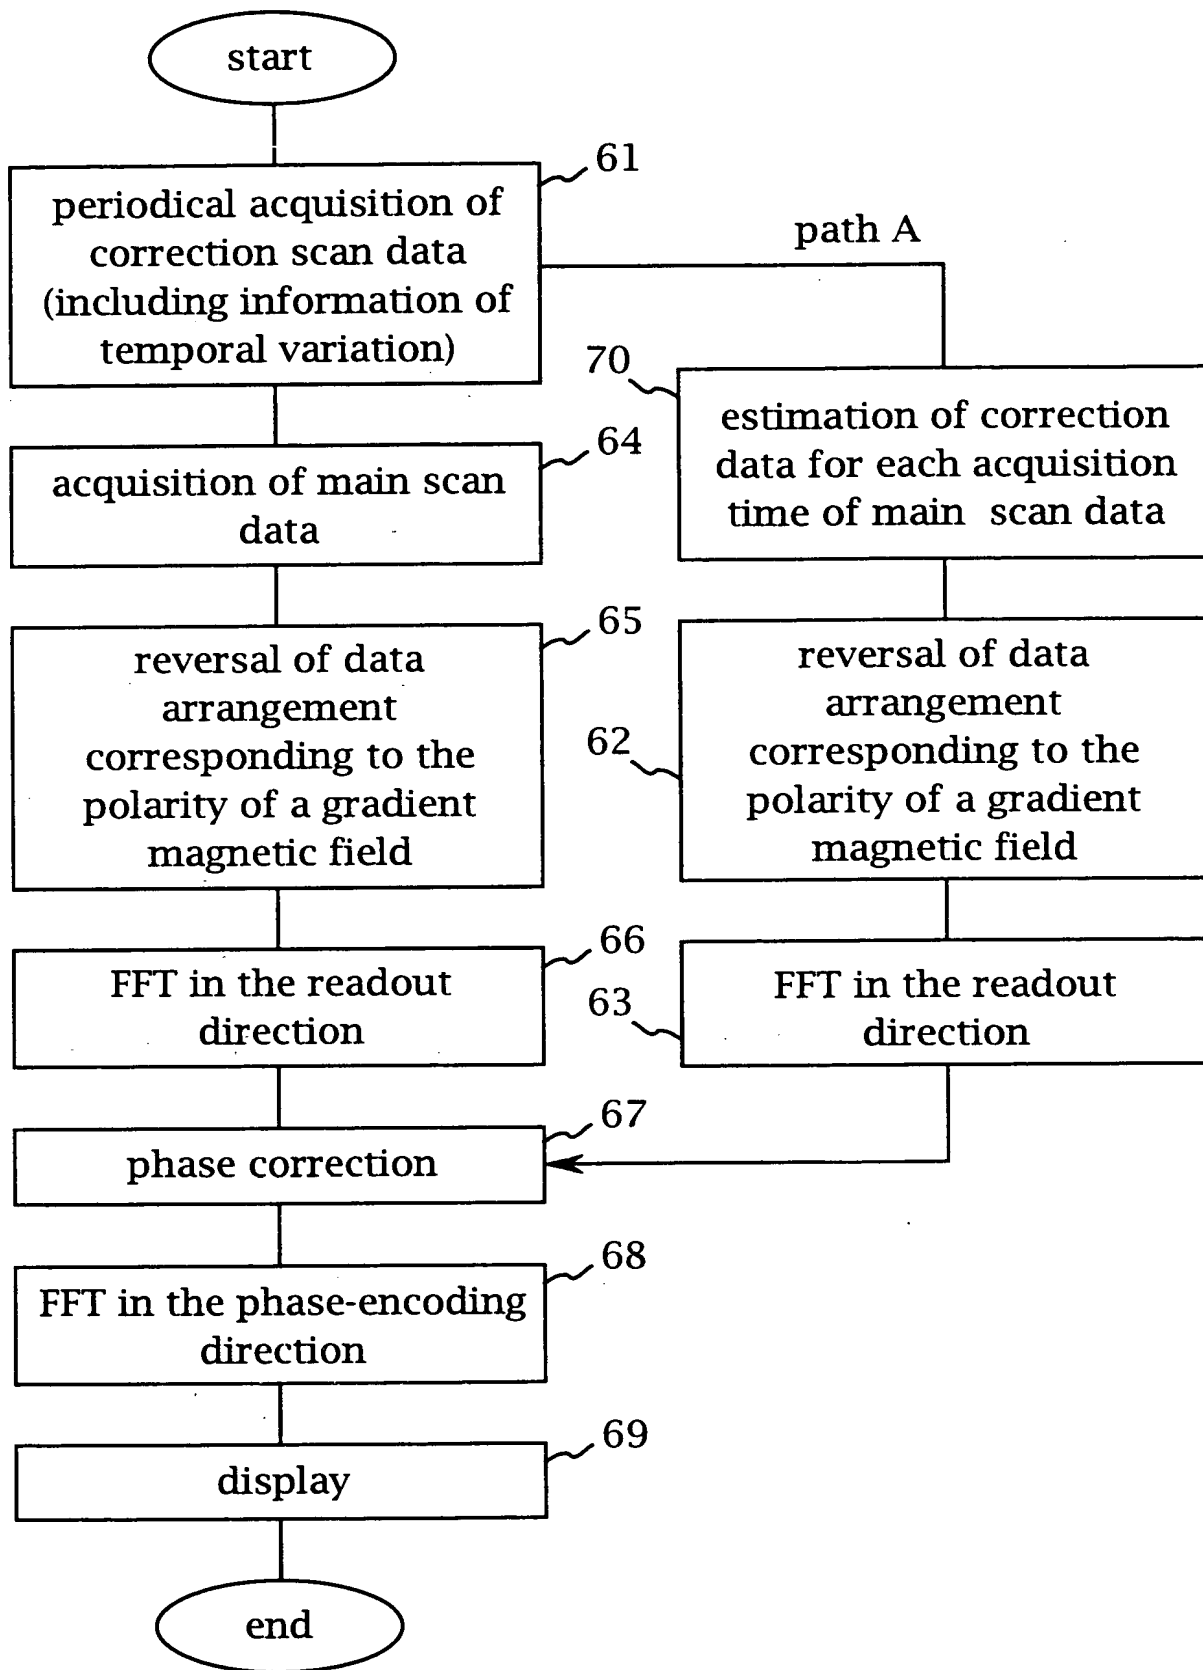 start
61
periodical acquisition of
correction scan data
(including information of
temporal variation)
path A
64
acquisition of main scan
data
70
estimation of correction
data for each acquisition
time of main scan data
65
reversal of data
arrangement
corresponding to the
polarity of a gradient
magnetic field
62
reversal of data
arrangement
corresponding to the
polarity of a gradient
magnetic field
66
FFT in the readout
direction
63
FFT in the readout
direction
67
phase correction
68
FFT in the phase-encoding
direction
69
display
end